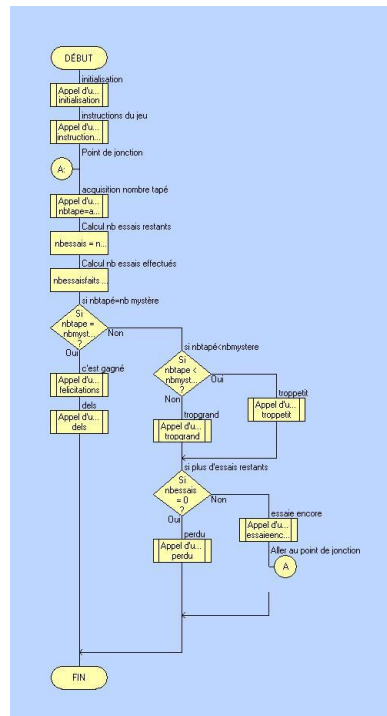 DÉBUT
initialisation
Appel d'u...
initialisation
instructions du jeu
Appel d'u...
instruction...
Point de jonction
A:
acquisition nombre tapé
Appel d'u...
nbtape=a...
Calcul nb essais restants
nbessais = n...
Calcul nb essais effectués
nbessaisfaits ...
si nbtapé=nb mystère
Si
nbtape =
nbmyst...
?
Non
Oui
c'est gagné
Appel d'u...
felicitations
dels
Appel d'u...
dels
si nbtapé<nbmystere
Si
nbtape <
nbmyst...
?
Oui
Non
Appel d'u...
troppetit
tropgrand
Appel d'u...
tropgrand
troppetit
si plus d'essais restants
Si
nbessais
= 0
?
Non
Oui
essaie encore
Appel d'u...
essaieenc...
Aller au point de jonction
A
perdu
Appel d'u...
perdu
FIN